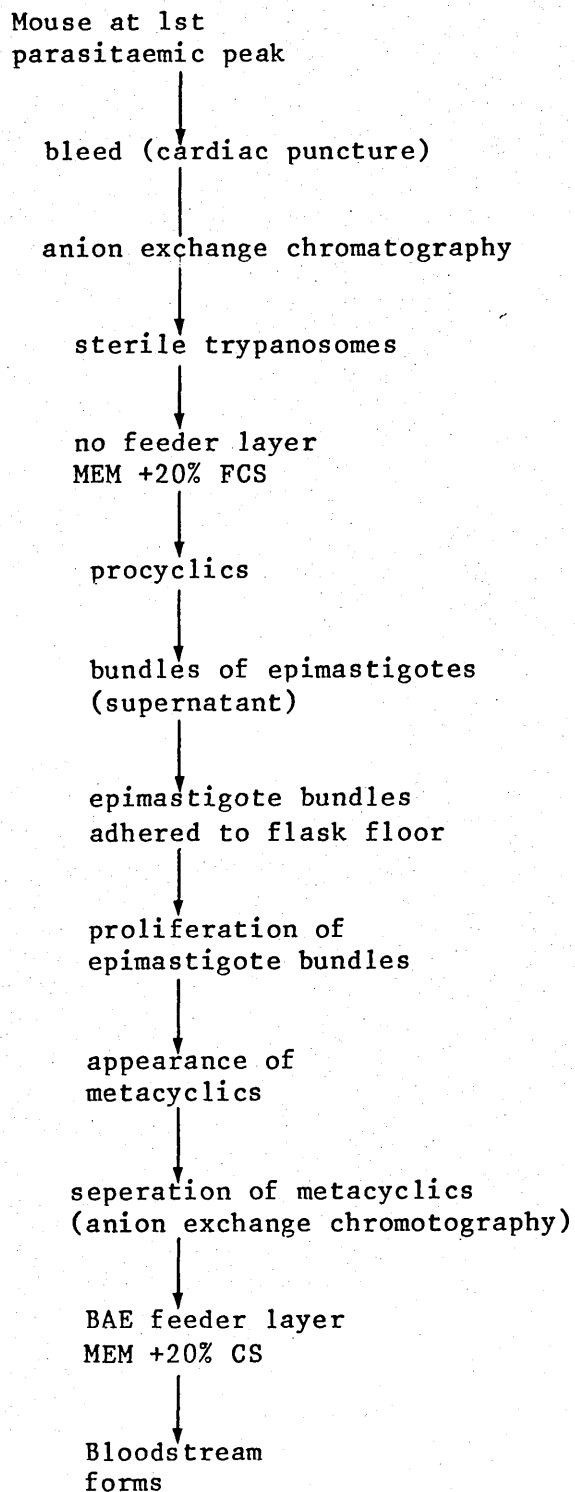 Mouse at 1st
parasitaemic peak
bleed (cardiac puncture)
anion exchange chromatography
sterile trypanosomes
no feeder layer
MEM +20% FCS
procyclics
bundles of epimastigotes
(supernatant)
epimastigote bundles
adhered to flask floor
proliferation of
epimastigote bundles
appearance of
metacyclics
seperation of metacyclics
(anion exchange chromotography)
BAE feeder layer
MEM +20% CS
Bloodstream
forms